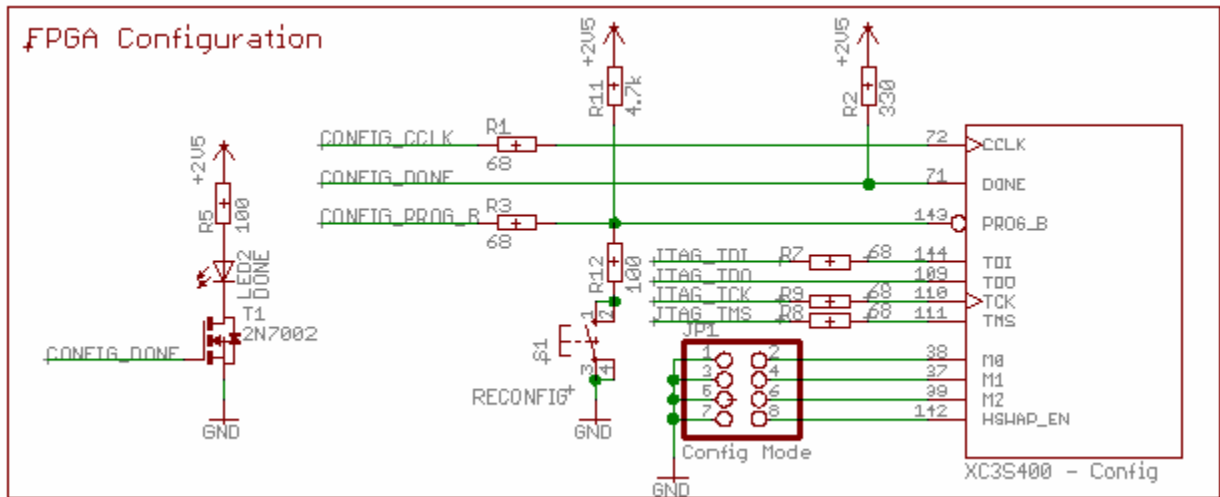 FPGA Configuration
+2V5
+2V5
+2V5
R11
4.7k
R2
330
CONFIG_CCLK
R1
68
72
CCLK
CONFIG_DONE
71
DONE
R5
100
CONFIG_PROG_B
R3
68
143
PROG_B
LED2
DONE
R12
100
JTAG_TDI
R7
68
144
TDI
JTAG_TDO
109
TDO
JTAG_TCK
R9
68
110
TCK
JTAG_TMS
R8
68
111
TMS
T1
2N7002
CONFIG_DONE
S1
1
2
3
4
RECONFIG
JP1
1
2
38
M0
3
4
37
M1
5
6
39
M2
7
8
142
HSWAP_EN
GND
GND
Config Mode
GND
XC3S400 - Config